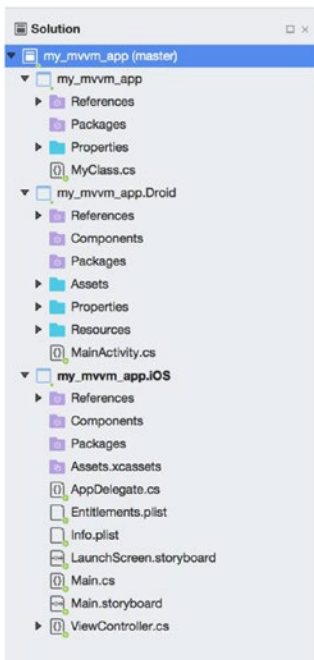 Solution
my_mvvm_app (master)
my_mvvm_app
References
Packages
Properties
MyClass.cs
my_mvvm_app.Droid
References
Components
Packages
Assets
Properties
Resources
MainActivity.cs
my_mvvm_app.iOS
References
Components
Packages
Assets.xcassets
AppDelegate.cs
Entitlements.plist
Info.plist
LaunchScreen.storyboard
Main.cs
Main.storyboard
ViewController.cs